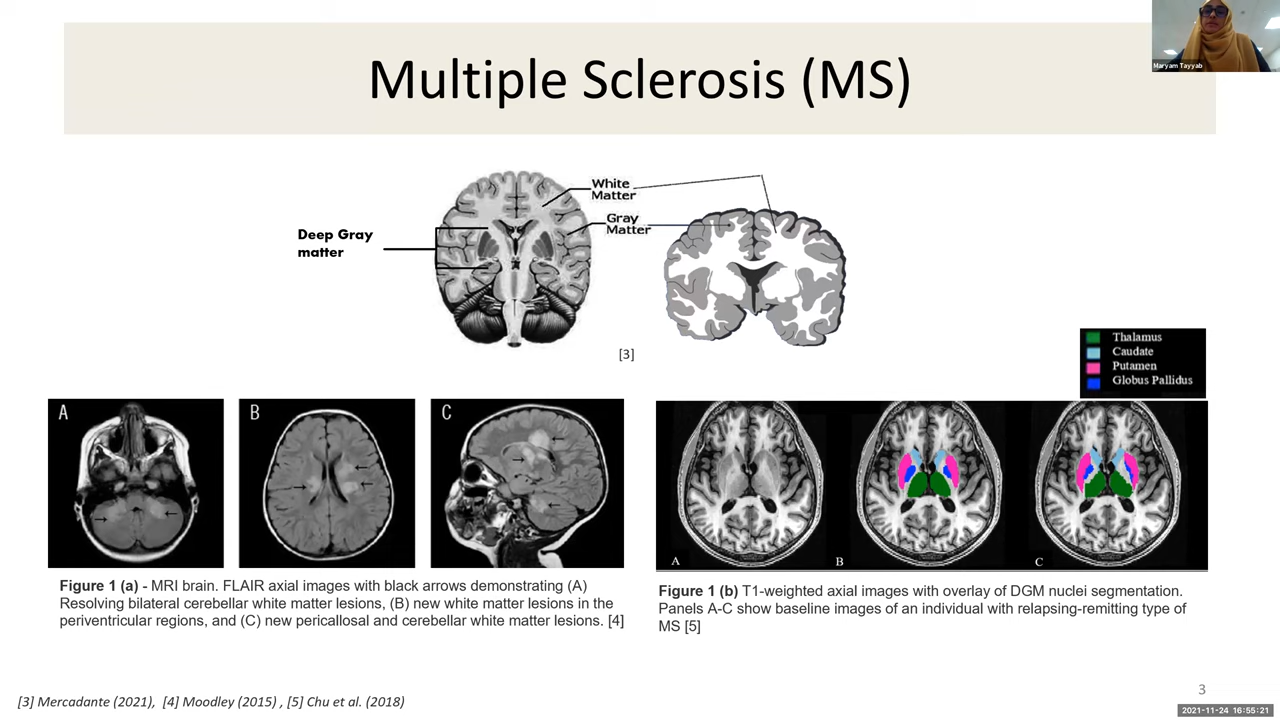 Maryam Tayyab
Multiple Sclerosis (MS)
White
Matter
Gray
Matter
Deep Gray
matter
[3]
Thalamus
Caudate
Putamen
Globus Pallidus
A
B
C
A
B
C
Figure 1 (a) - MRI brain. FLAIR axial images with black arrows demonstrating (A)
Resolving bilateral cerebellar white matter lesions, (B) new white matter lesions in the
periventricular regions, and (C) new pericallosal and cerebellar white matter lesions. [4]
Figure 1 (b) T1-weighted axial images with overlay of DGM nuclei segmentation.
Panels A-C show baseline images of an individual with relapsing-remitting type of
MS [5]
3
[3] Mercadante (2021), [4] Moodley (2015) , [5] Chu et al. (2018)
2021-11-24 16:55:21